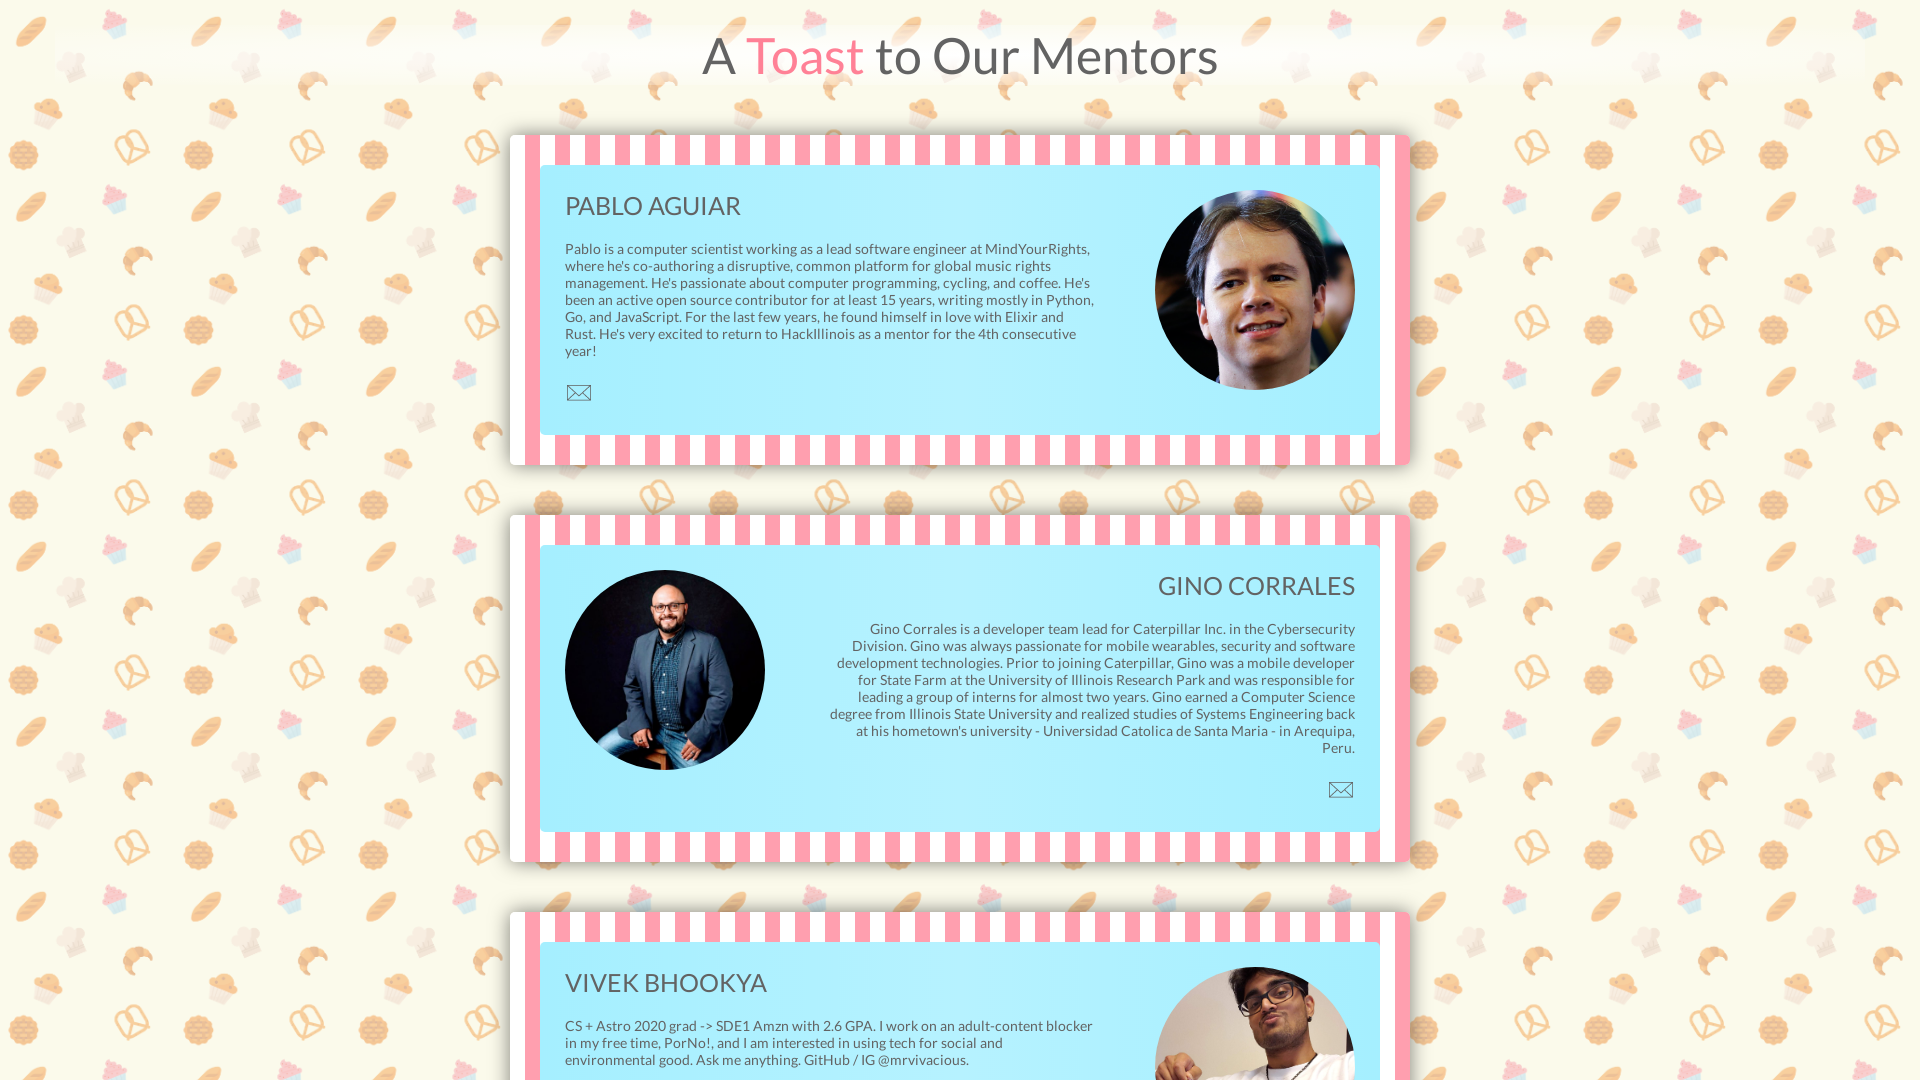 A Toast to Our Mentors
PABLO AGUIAR
Pablo is a computer scientist working as a lead software engineer at MindYourRights,
where he's co-authoring a disruptive, common platform for global music rights
management. He's passionate about computer programming, cycling, and coffee. He's
been an active open source contributor for at least 15 years, writing mostly in Python,
Go, and JavaScript. For the last few years, he found himself in love with Elixir and
Rust. He's very excited to return to HackIllinois as a mentor for the 4th consecutive
year!
GINO CORRALES
Gino Corrales is a developer team lead for Caterpillar Inc. in the Cybersecurity
Division. Gino was always passionate for mobile wearables, security and software
development technologies. Prior to joining Caterpillar, Gino was a mobile developer
for State Farm at the University of Illinois Research Park and was responsible for
leading a group of interns for almost two years. Gino earned a Computer Science
degree from Illinois State University and realized studies of Systems Engineering back
at his hometown's university - Universidad Catolica de Santa Maria - in Arequipa,
Peru.
VIVEK BHOOKYA
CS + Astro 2020 grad -> SDE1 Amzn with 2.6 GPA. I work on an adult-content blocker
in my free time, PorNo!, and I am interested in using tech for social and
environmental good. Ask me anything. GitHub / IG @mrvivacious.